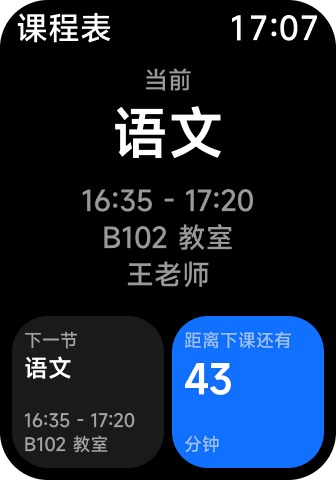 课程表 17:07
当前
语文
16:35 - 17:20
B102 教室
王老师
下一节
语文
16:35 - 17:20
B102 教室
距离下课还有
43
分钟